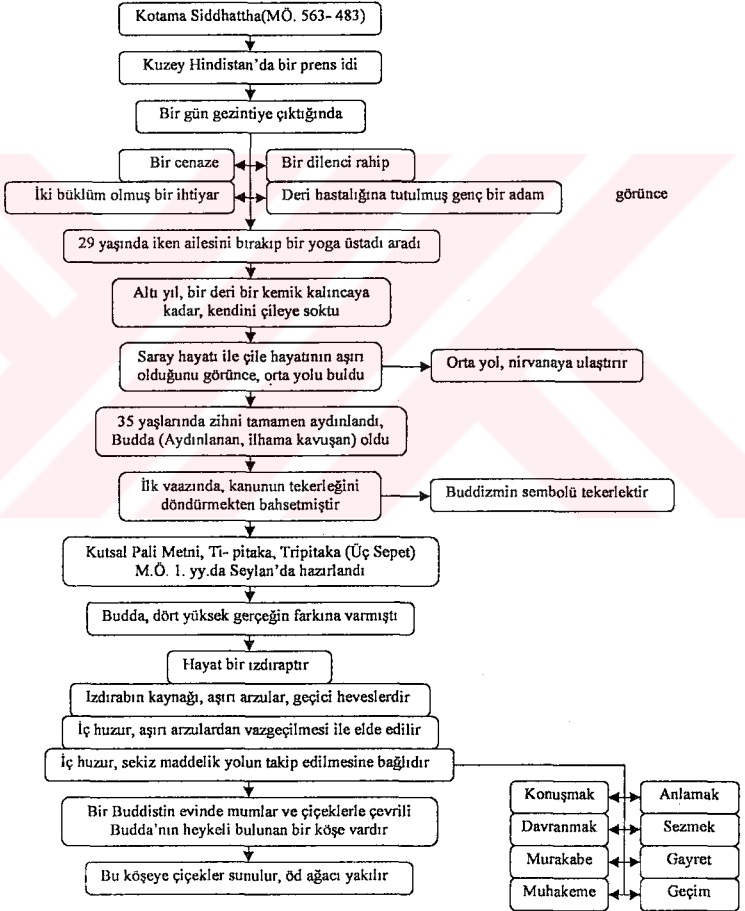 Kotama Siddhattha(MÖ. 563- 483)
Kuzey Hindistan'da bir prens idi
Bir gün gezintiye çıktığında
Bir cenaze
Bir dilenci rahip
İki büklüm olmuş bir ihtiyar
Deri hastalığına tutulmuş genç bir adam
görünce
29 yaşında iken ailesini bırakıp bir yoga üstadı aradı
Altı yıl, bir deri bir kemik kalıncaya
kadar, kendini çileye soktu
Saray hayatı ile çile hayatının aşırı
olduğunu görünce, orta yolu buldu
Orta yol, nirvanaya ulaştırır
35 yaşlarında zihni tamamen aydınlandı,
Budda (Aydınlanan, ilhama kavuşan) oldu
İlk vaazında, kanunun tekerleğini
döndürmekten bahsetmiştir
Buddizmin sembolü tekerlektir
Kutsal Pali Metni, Ti- pitaka, Tripitaka (Üç Sepet)
M.Ö. 1. yy.da Seylan'da hazırlandı
Budda, dört yüksek gerçeğin farkına varmıştı
Hayat bir ızdıraptır
Izdırabın kaynağı, aşırı arzular, geçici heveslerdir
İç huzur, aşırı arzulardan vazgeçilmesi ile elde edilir
İç huzur, sekiz maddelik yolun takip edilmesine bağlıdır
Konuşmak
Anlamak
Davranmak
Sezmek
Murakabe
Gayret
Muhakeme
Geçim
Bir Buddistin evinde mumlar ve çiçeklerle çevrili
Budda'nın heykeli bulunan bir köşe vardır
Bu köşeye çiçekler sunulur, öd ağacı yakılır